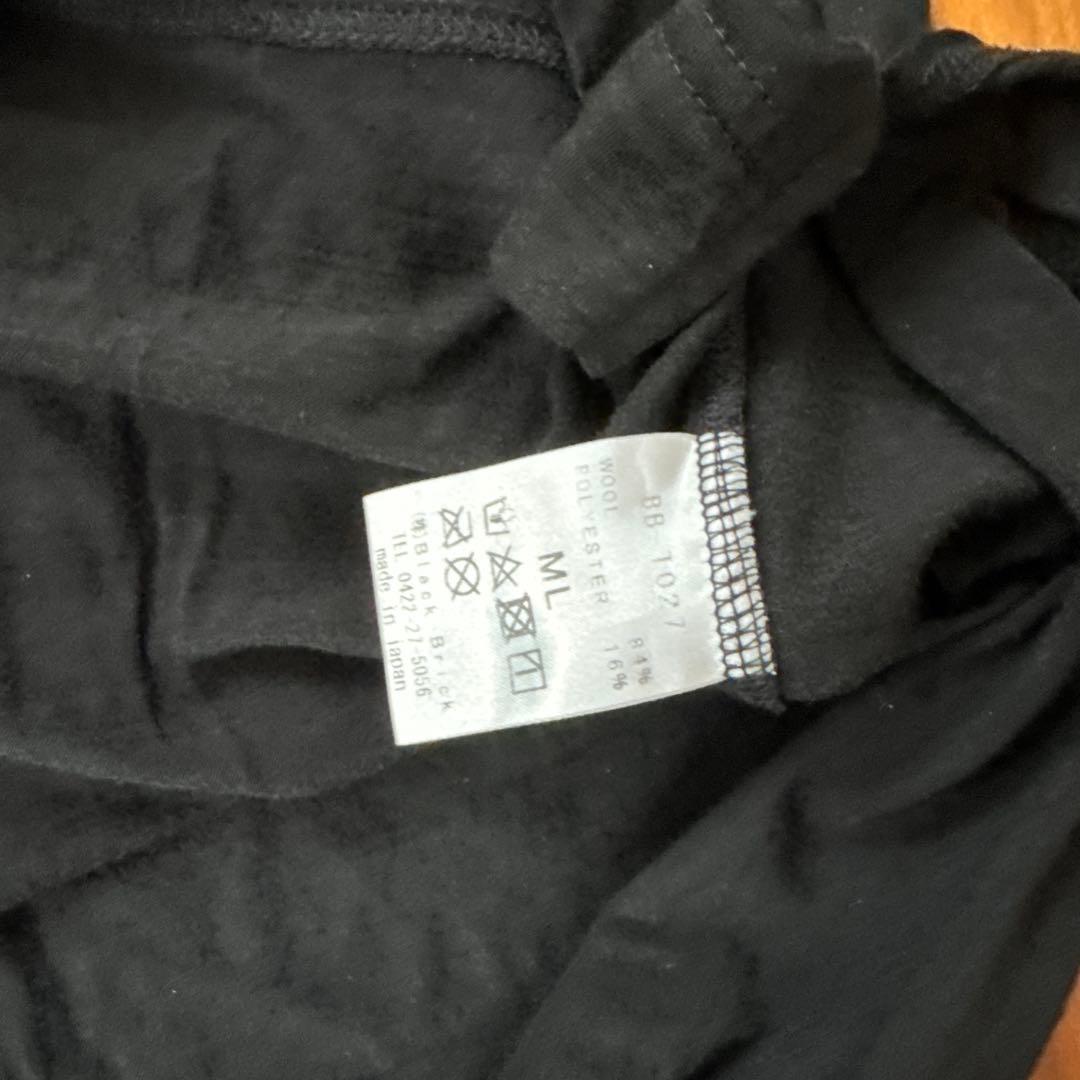 BB-1027
WOOL 84%
POLYESTER 16%
ML
㈱Black Brick
TEL 0422-27-5056
made in japan